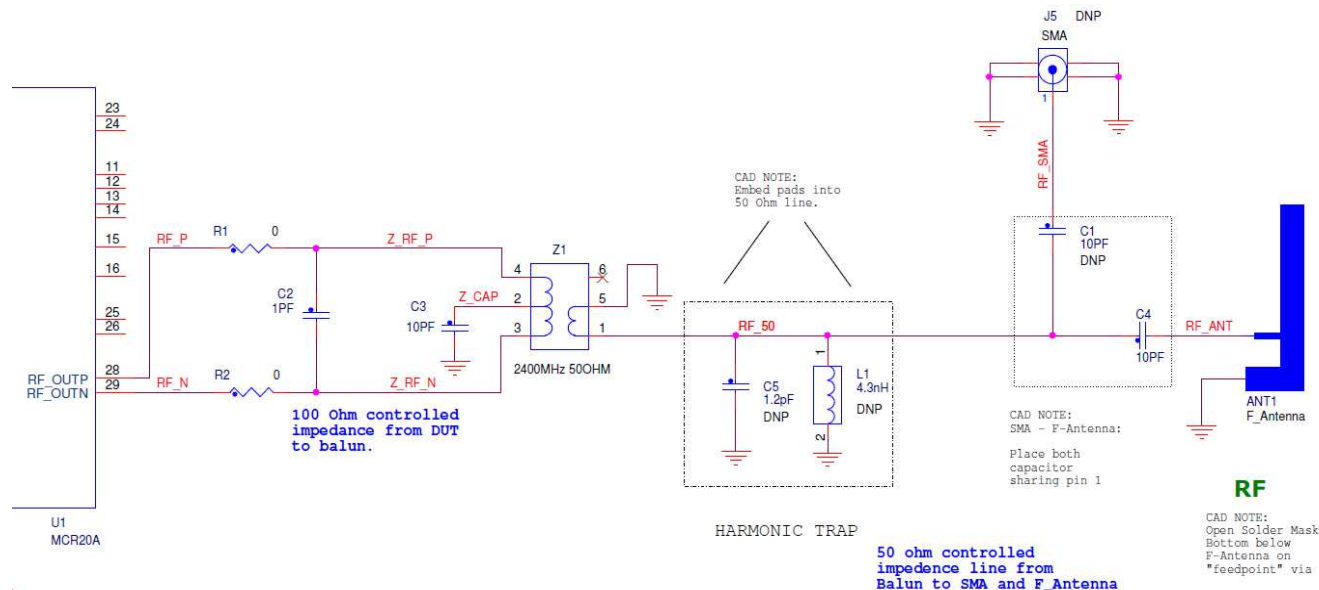 J5 DNP
SMA
1
RF_SMA
23
24
11
12
13
14
15
16
25
26
28
29
RF_OUTP
RF_OUTN
U1
MCR20A
RF_P
R1 0
Z_RF_P
C2
1PF
RF_N
R2 0
Z_RF_N
100 Ohm controlled
impedance from DUT
to balun.
C3
10PF
Z_CAP
Z1
4
2
3
6
5
1
2400MHz 50OHM
CAD NOTE:
Embed pads into
50 Ohm line.
RF_50
C5
1.2pF
DNP
1
L1
4.3nH
DNP
2
HARMONIC TRAP
C1
10PF
DNP
C4
10PF
RF_ANT
CAD NOTE:
SMA - F-Antenna:
Place both
capacitor
sharing pin 1
50 ohm controlled
impedence line from
Balun to SMA and F_Antenna
ANT1
F_Antenna
RF
CAD NOTE:
Open Solder Mask
Bottom below
F-Antenna on
"feedpoint" via